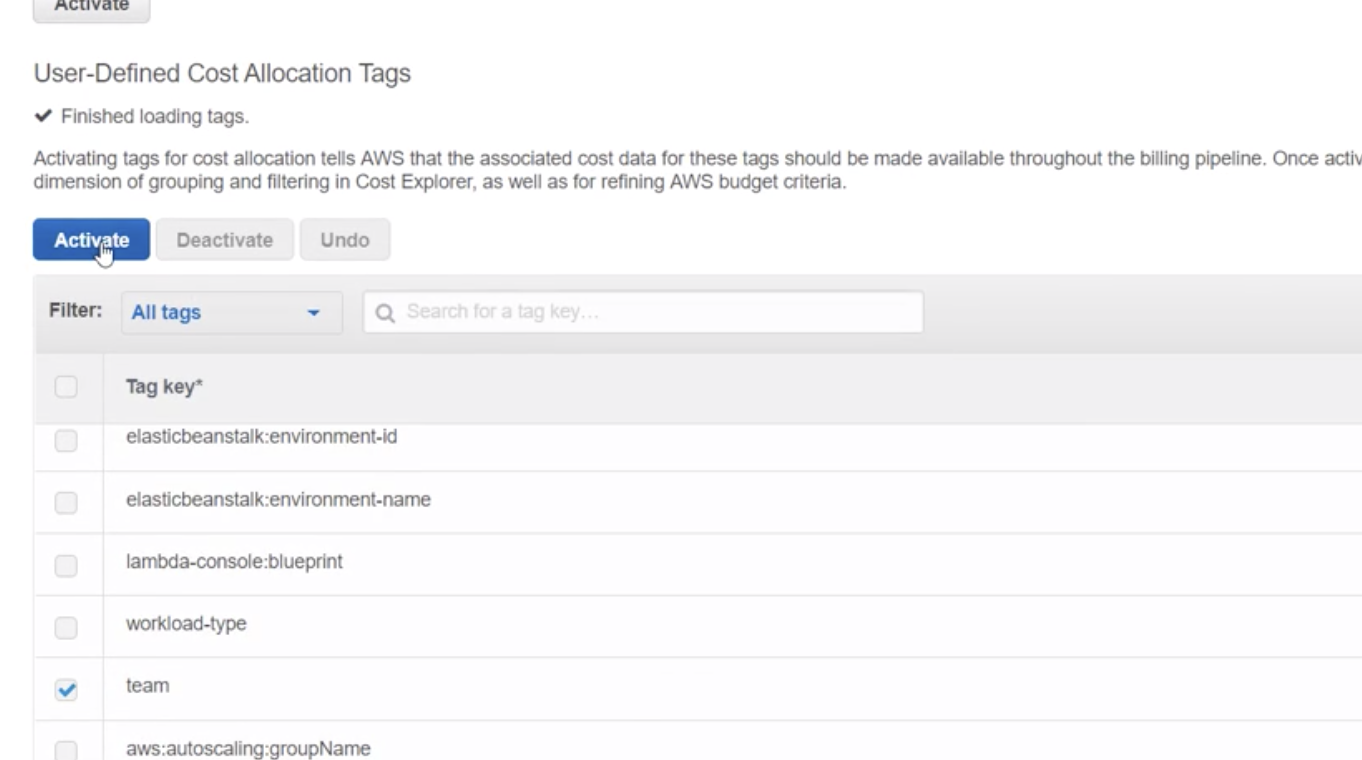 Activate
User-Defined Cost Allocation Tags
Finished loading tags.
Activating tags for cost allocation tells AWS that the associated cost data for these tags should be made available throughout the billing pipeline. Once
dimension of grouping and filtering in Cost Explorer, as well as for refining AWS budget criteria.
Activate Deactivate Undo
Filter: All tags Search for a tag key...
Tag key*
elasticbeanstalk:environment-id
elasticbeanstalk:environment-name
lambda-console:blueprint
workload-type
team
aws:autoscaling:groupName